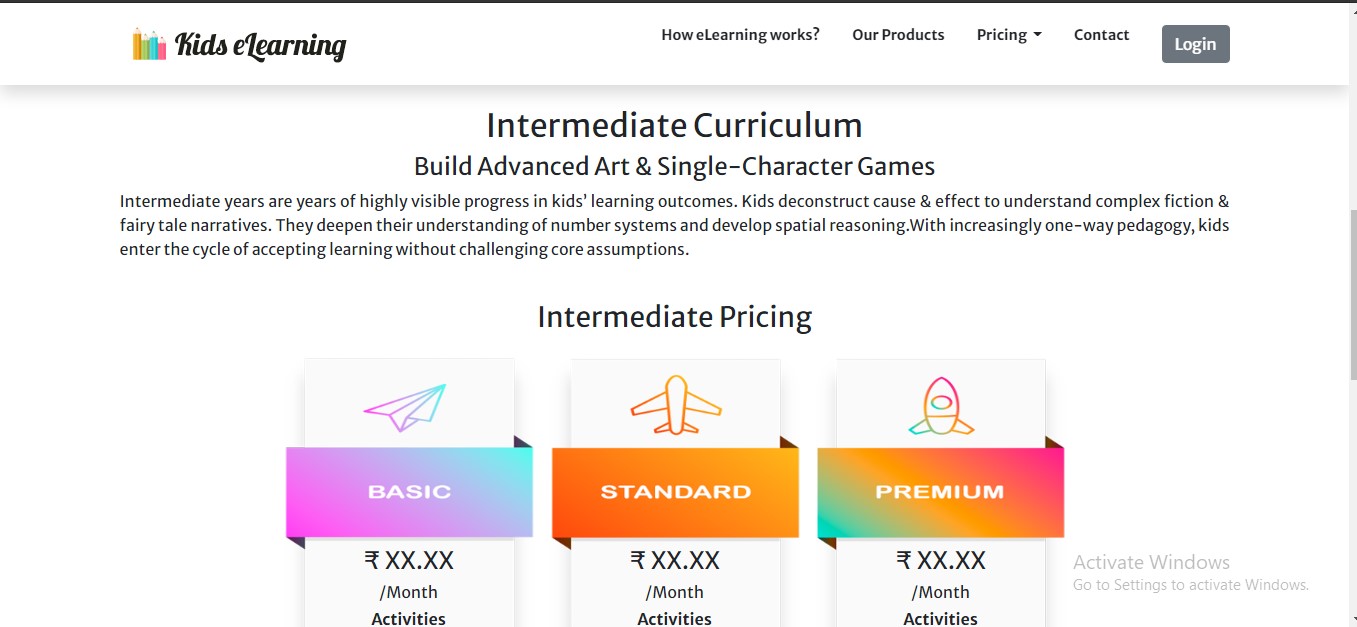 Kids eLearning
How eLearning works? Our Products Pricing Contact Login
Intermediate Curriculum
Build Advanced Art & Single-Character Games
Intermediate years are years of highly visible progress in kids’ learning outcomes. Kids deconstruct cause & effect to understand complex fiction &
fairy tale narratives. They deepen their understanding of number systems and develop spatial reasoning.With increasingly one-way pedagogy, kids
enter the cycle of accepting learning without challenging core assumptions.
Intermediate Pricing
BASIC STANDARD PREMIUM
₹ XX.XX ₹ XX.XX ₹ XX.XX
/Month /Month /Month
Activities Activities Activities
Activate Windows
Go to Settings to activate Windows.